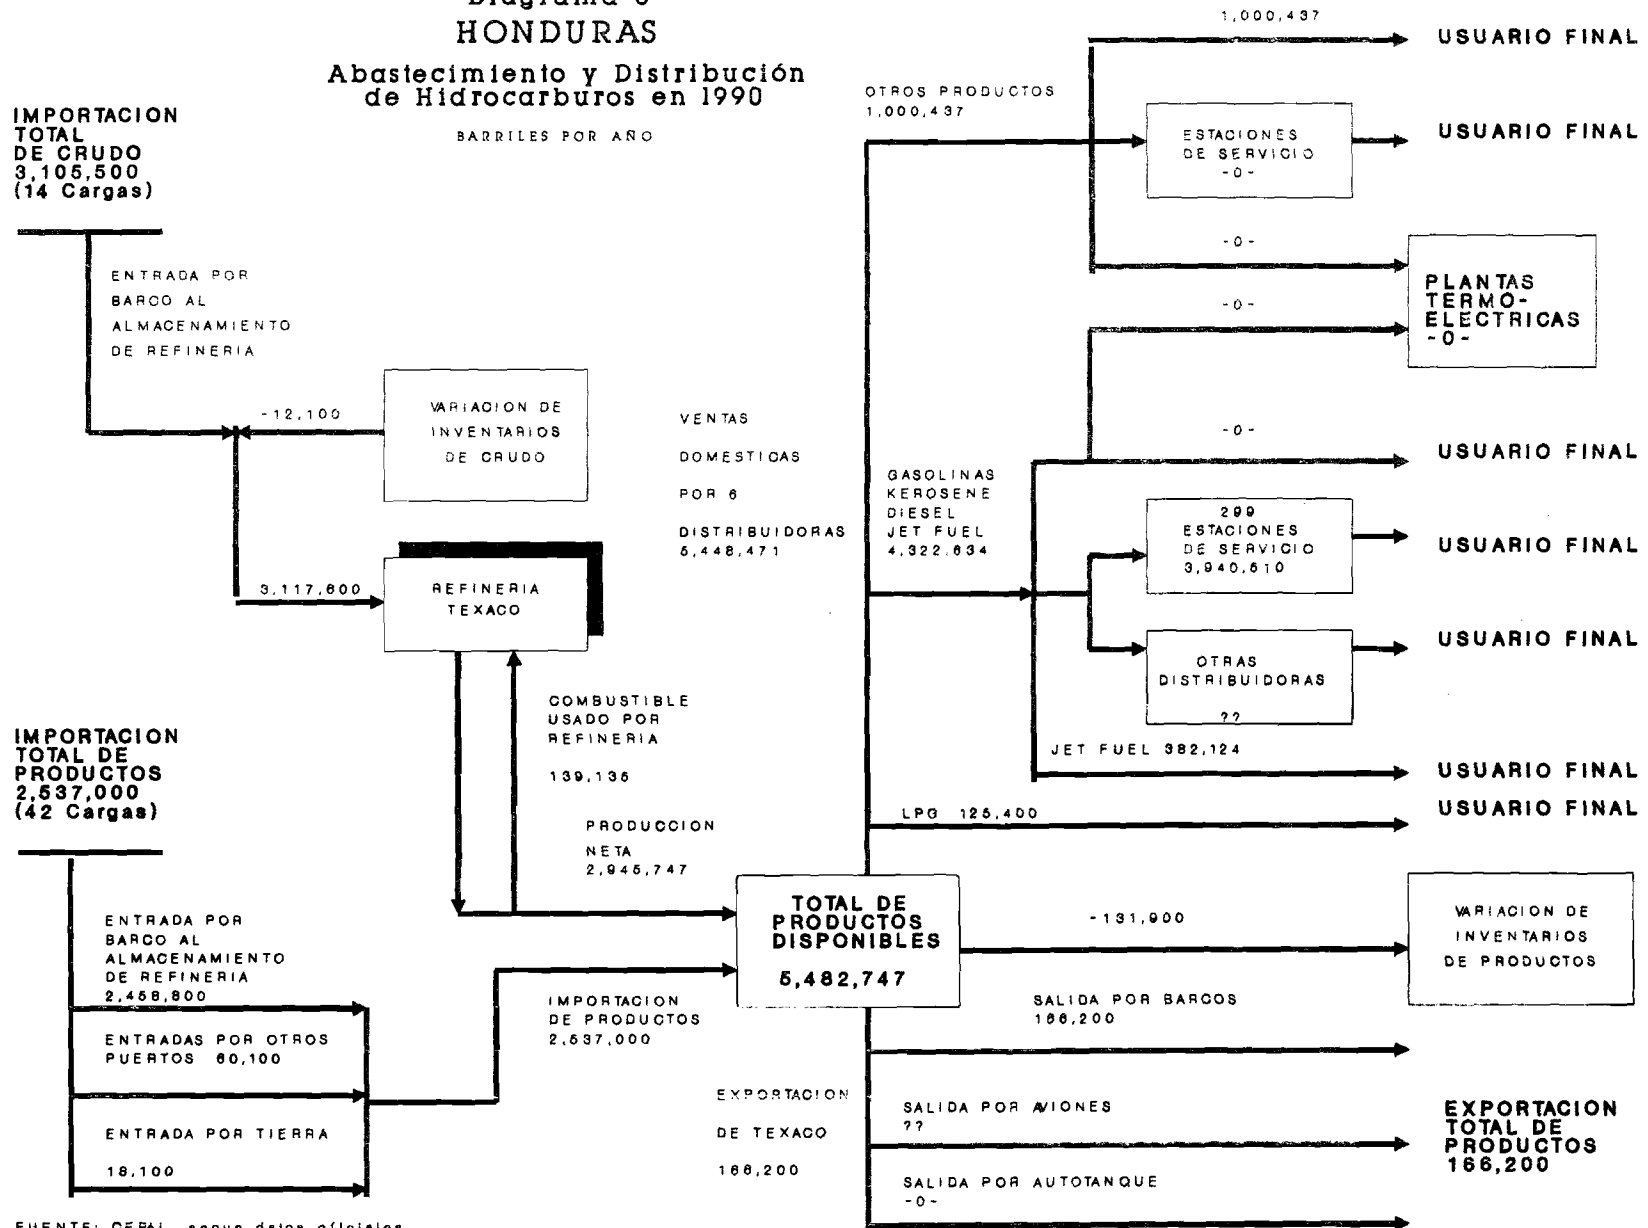 HONDURAS
Abastecimiento y Distribución
de Hidrocarburos en 1990
BARRILES POR AÑO
IMPORTACION
TOTAL
DE CRUDO
3,105,500
(14 Cargas)
ENTRADA POR
BARCO AL
ALMACENAMIENTO
DE REFINERIA
-12,100
VARIACION DE
INVENTARIOS
DE CRUDO
3,117,600
REFINERIA
TEXACO
COMBUSTIBLE
USADO POR
REFINERIA
139,135
PRODUCCION
NETA
2,945,747
IMPORTACION
TOTAL DE
PRODUCTOS
2,537,000
(42 Cargas)
ENTRADA POR
BARCO AL
ALMACENAMIENTO
DE REFINERIA
2,458,800
ENTRADAS POR OTROS
PUERTOS 60,100
ENTRADA POR TIERRA
18,100
IMPORTACION
DE PRODUCTOS
2,537,000
TOTAL DE
PRODUCTOS
DISPONIBLES
5,482,747
VENTAS
DOMESTICAS
POR 6
DISTRIBUIDORAS
5,448,471
OTROS PRODUCTOS
1,000,437
1,000,437
USUARIO FINAL
ESTACIONES
DE SERVICIO
-0-
USUARIO FINAL
-0-
PLANTAS
TERMO-
ELECTRICAS
-0-
-0-
-0-
USUARIO FINAL
GASOLINAS
KEROSENE
DIESEL
JET FUEL
4,322,634
299
ESTACIONES
DE SERVICIO
3,940,510
USUARIO FINAL
OTRAS
DISTRIBUIDORAS
??
USUARIO FINAL
JET FUEL 382,124
USUARIO FINAL
LPG 125,400
USUARIO FINAL
-131,900
VARIACION DE
INVENTARIOS
DE PRODUCTOS
EXPORTACION
DE TEXACO
166,200
SALIDA POR BARCOS
166,200
SALIDA POR AVIONES
??
SALIDA POR AUTOTANQUE
-0-
EXPORTACION
TOTAL DE
PRODUCTOS
166,200
FUENTE: CEPAL, segun datos oficiales